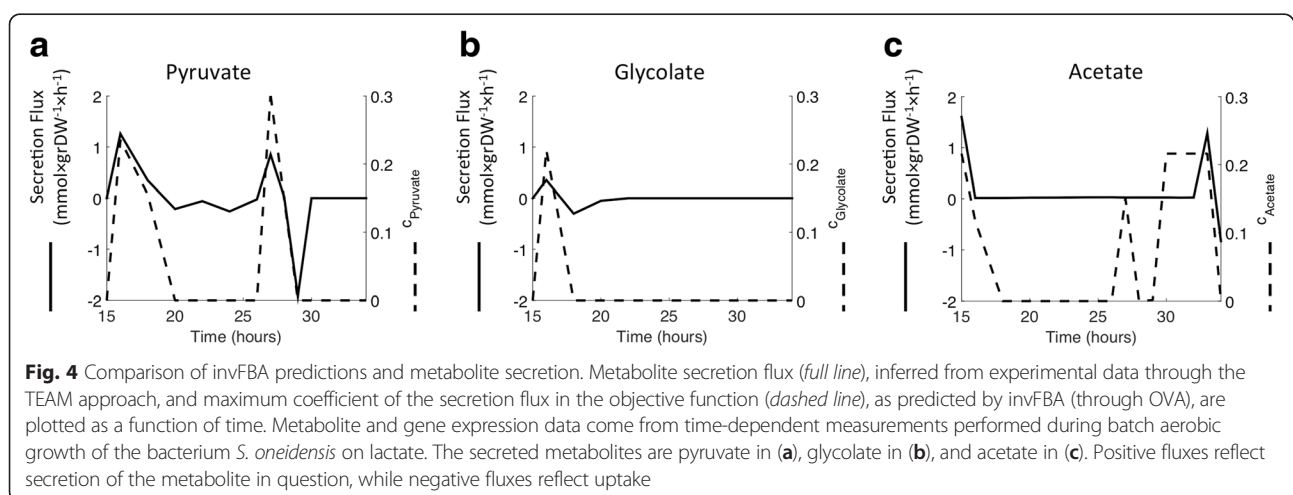 a
Pyruvate
Secretion Flux
(mmol×grDW-1×h-1)
2
1
0
-1
-2
0.3
0.2
0.1
0
cPyruvate
15 20 25 30
Time (hours)
b
Glycolate
Secretion Flux
(mmol×grDW-1×h-1)
2
1
0
-1
-2
0.3
0.2
0.1
0
cGlycolate
15 20 25 30
Time (hours)
c
Acetate
Secretion Flux
(mmol×grDW-1×h-1)
2
1
0
-1
-2
0.3
0.2
0.1
0
cAcetate
15 20 25 30
Time (hours)
Fig. 4 Comparison of invFBA predictions and metabolite secretion. Metabolite secretion flux (full line), inferred from experimental data through the
TEAM approach, and maximum coefficient of the secretion flux in the objective function (dashed line), as predicted by invFBA (through OVA), are
plotted as a function of time. Metabolite and gene expression data come from time-dependent measurements performed during batch aerobic
growth of the bacterium S. oneidensis on lactate. The secreted metabolites are pyruvate in (a), glycolate in (b), and acetate in (c). Positive fluxes reflect
secretion of the metabolite in question, while negative fluxes reflect uptake